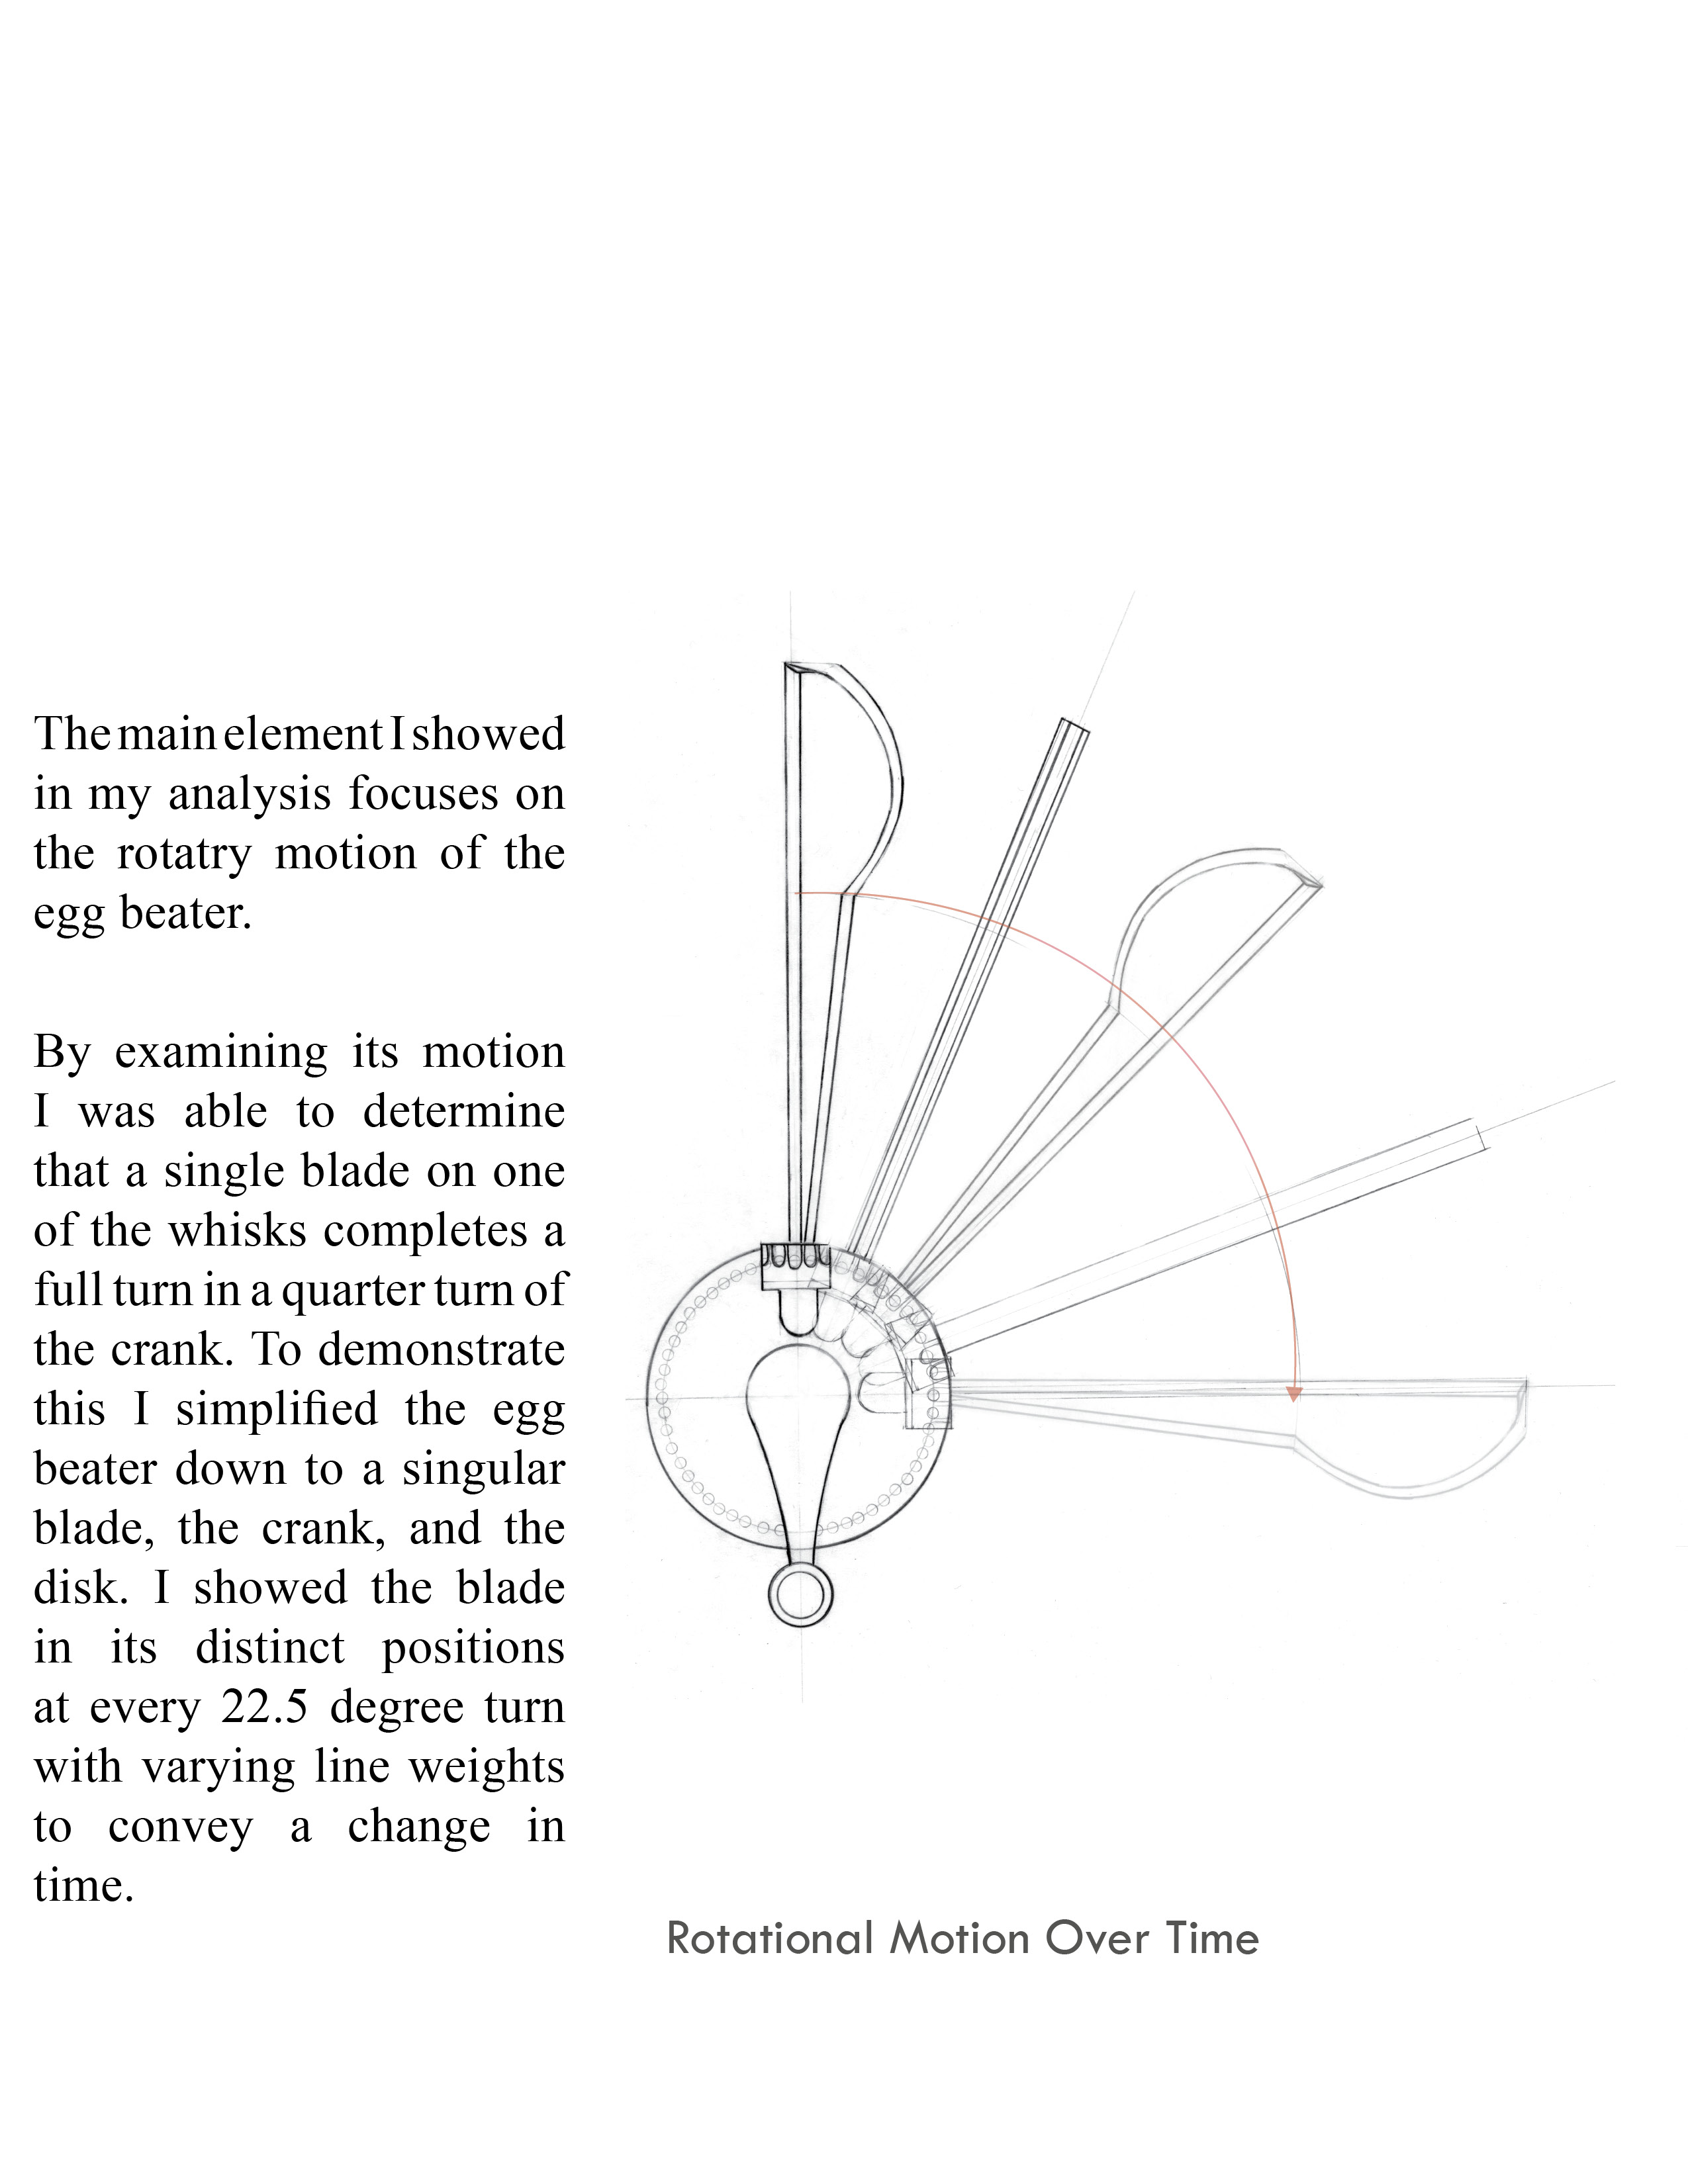 The main element I showed
in my analysis focuses on
the rotatry motion of the
egg beater.
By examining its motion
I was able to determine
that a single blade on one
of the whisks completes a
full turn in a quarter turn of
the crank. To demonstrate
this I simplified the egg
beater down to a singular
blade, the crank, and the
disk. I showed the blade
in its distinct positions
at every 22.5 degree turn
with varying line weights
to convey a change in
time.
Rotational Motion Over Time